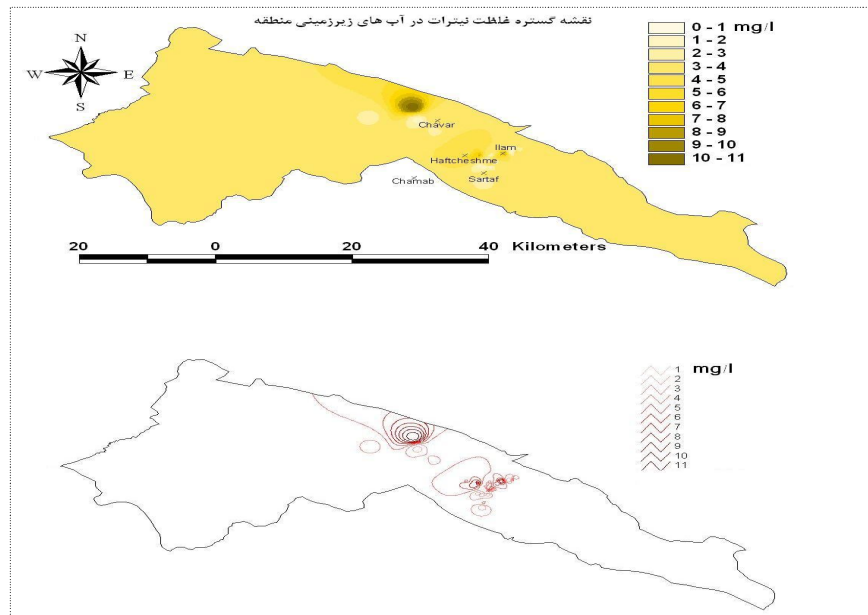 نقشه گستره غلظت نیترات در آب های زیرزمینی منطقه
N
W E
S
0 - 1 mg/l
1 - 2
2 - 3
3 - 4
4 - 5
5 - 6
6 - 7
7 - 8
8 - 9
9 - 10
10 - 11
Chavar
Ilam
Haftcheshme
Sartaf
Chamab
20 0 20 40 Kilometers
1 mg/l
2
3
4
5
6
7
8
9
10
11